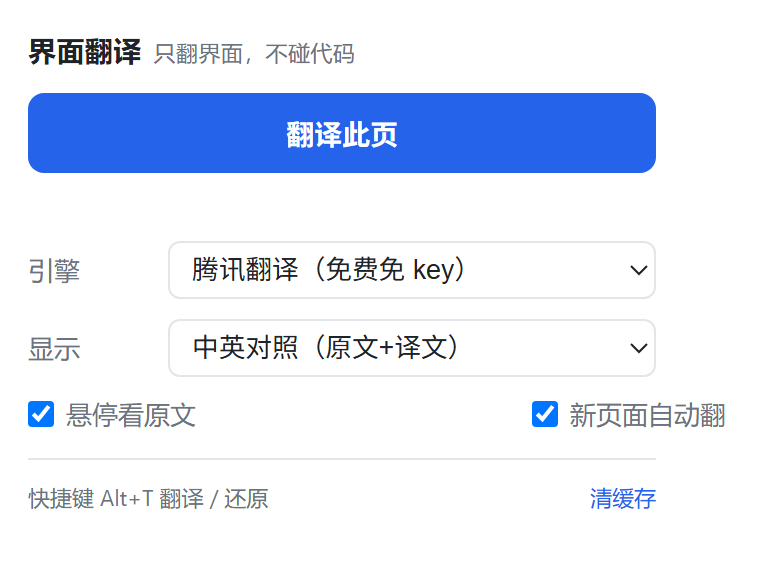 界面翻译 只翻界面，不碰代码
翻译此页
引擎 腾讯翻译（免费免 key）
显示 中英对照（原文+译文）
悬停看原文 新页面自动翻
快捷键 Alt+T 翻译 / 还原 清缓存